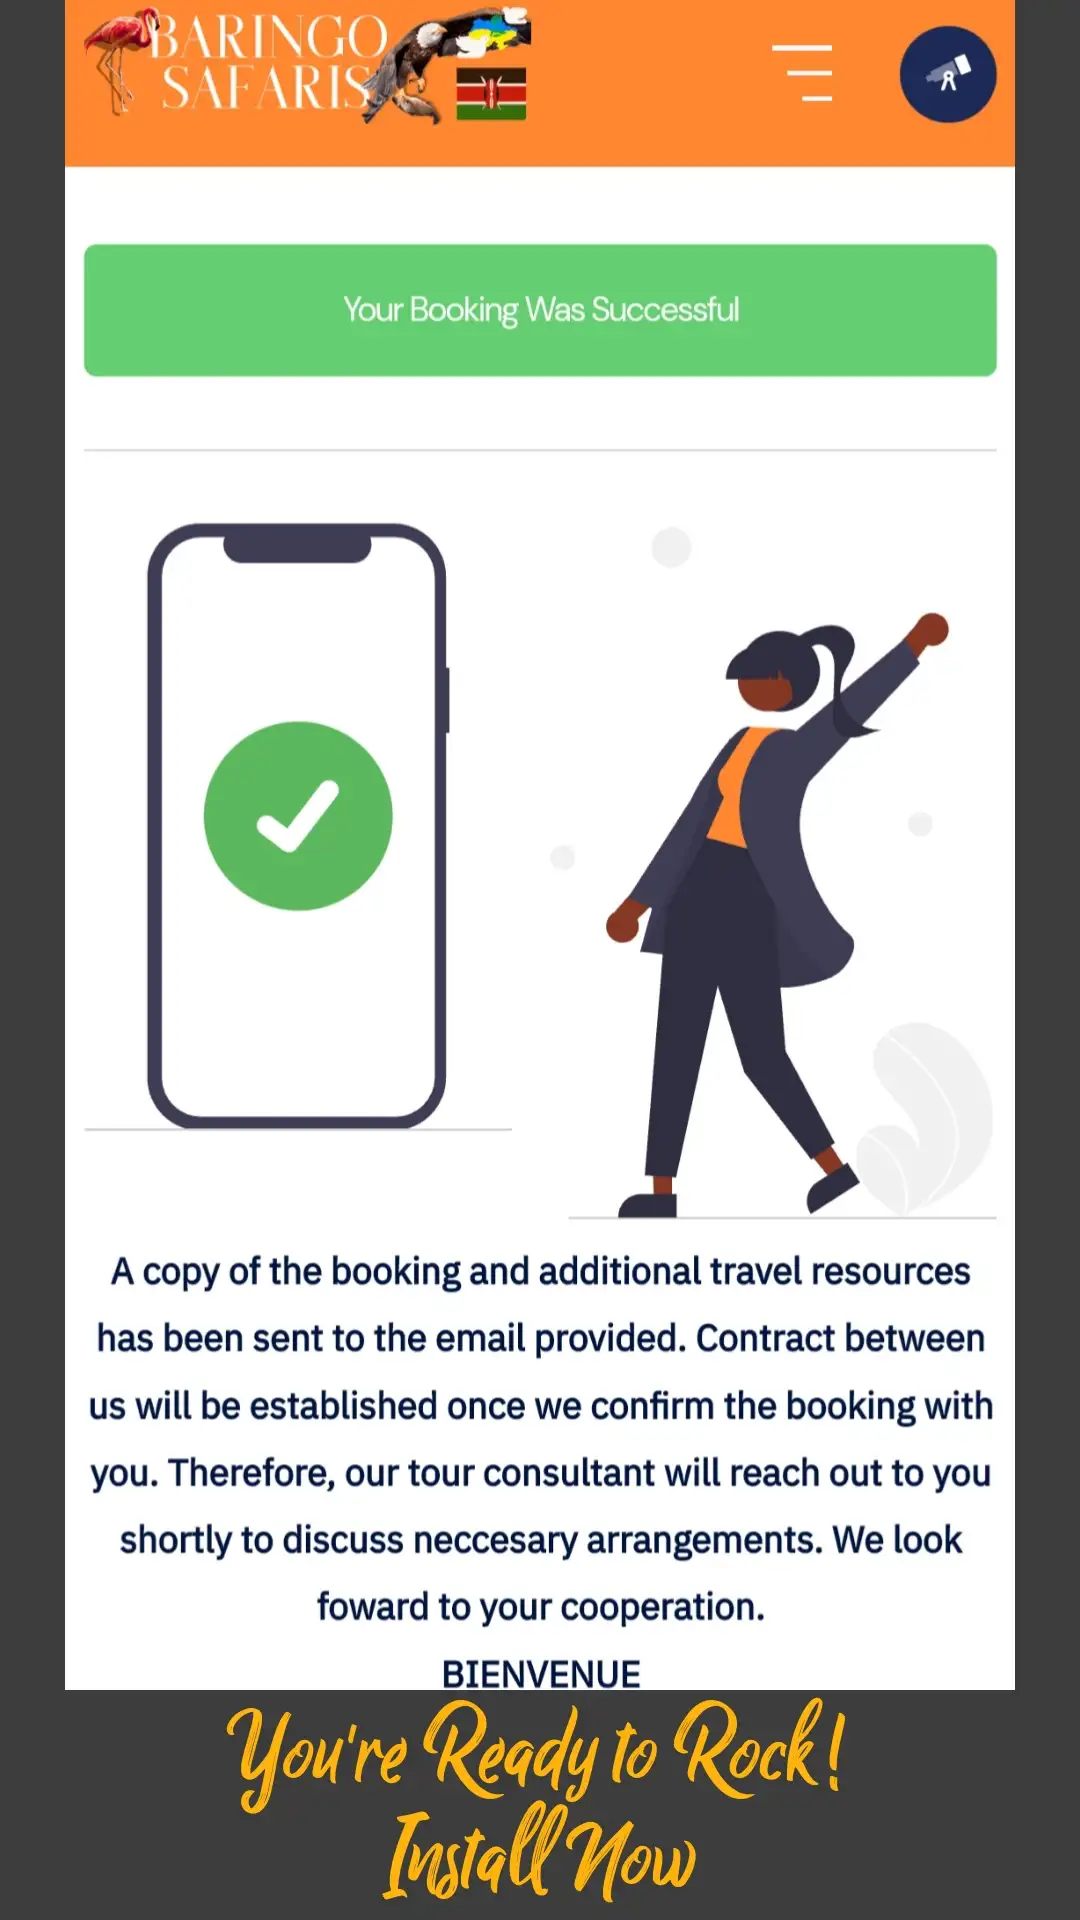 BARINGO
SAFARIS
Your Booking Was Successful
A copy of the booking and additional travel resources
has been sent to the email provided. Contract between
us will be established once we confirm the booking with
you. Therefore, our tour consultant will reach out to you
shortly to discuss neccesary arrangements. We look
foward to your cooperation.
BIENVENUE
You're Ready to Rock!
Install Now